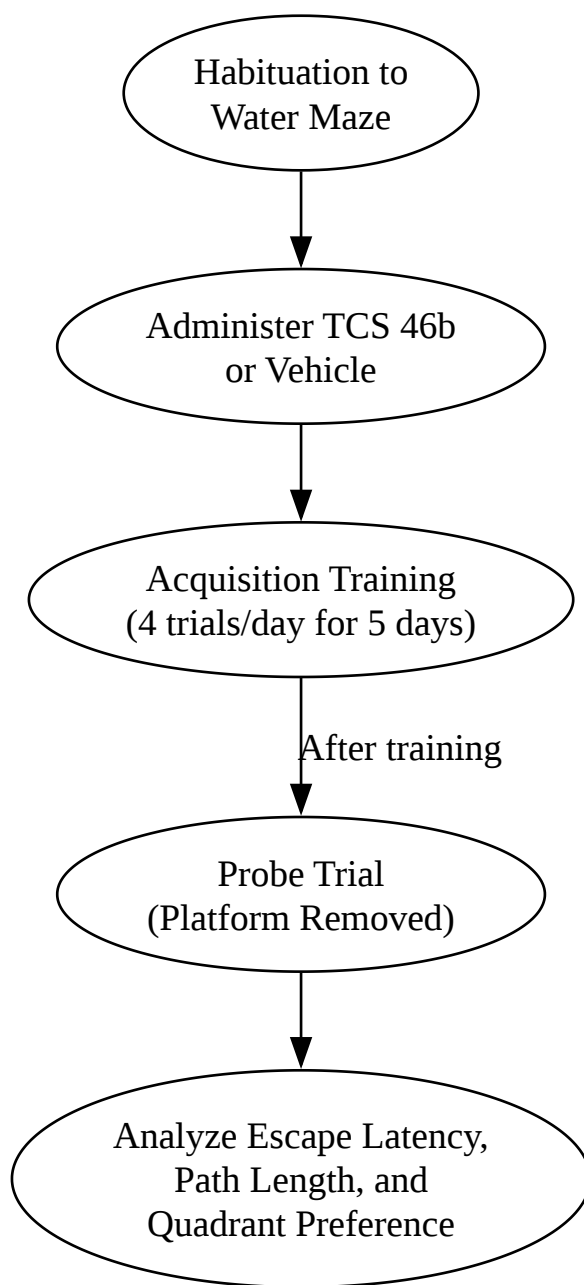 Habituation to
Water Maze
Administer TCS 46b
or Vehicle
Acquisition Training
(4 trials/day for 5 days)
After training
Probe Trial
(Platform Removed)
Analyze Escape Latency,
Path Length, and
Quadrant Preference